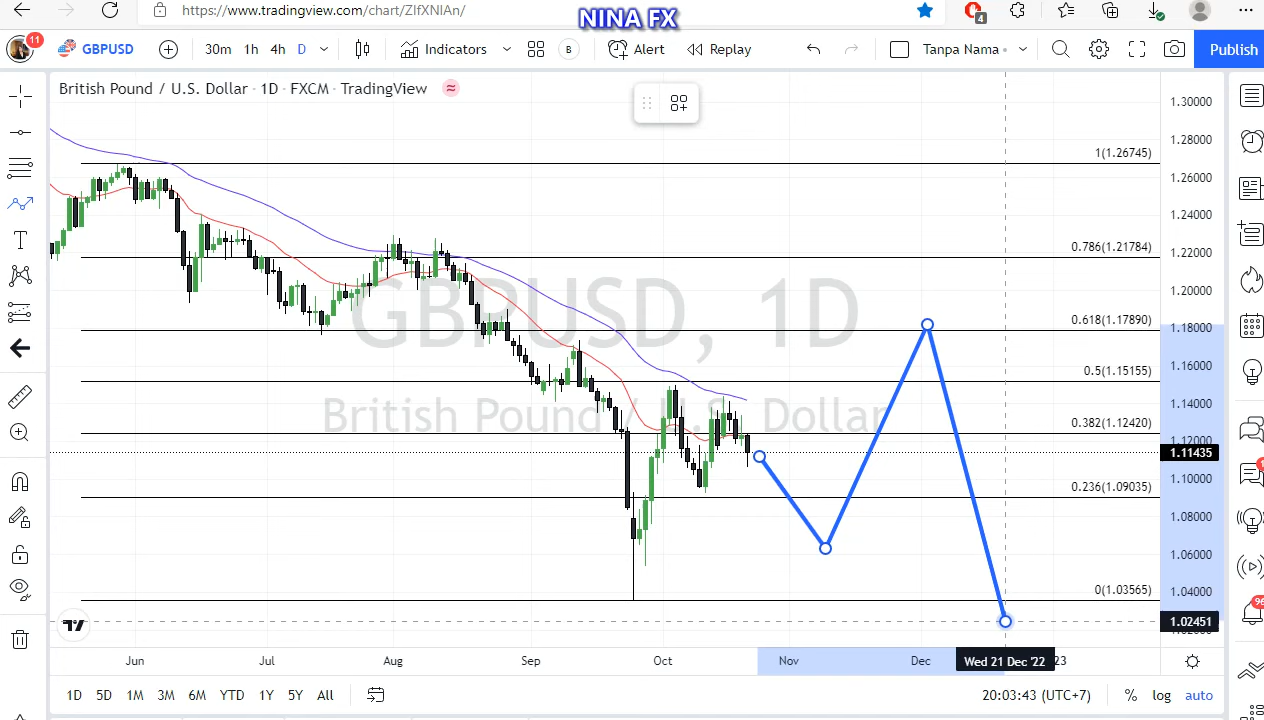 https://www.tradingview.com/chart/ZIfXNIAn/
4
NINA FX
11
GBPUSD
30m 1h 4h D
Indicators
B
Alert
Replay
Tanpa Nama
Publish
British Pound / U.S. Dollar · 1D · FXCM · TradingView
GBPUSD, 1D
British Pound / U.S. Dollar
1(1.26745)
0.786(1.21784)
0.618(1.17890)
0.5(1.15155)
0.382(1.12420)
0.236(1.09035)
0(1.03565)
1.30000
1.28000
1.26000
1.24000
1.22000
1.20000
1.18000
1.16000
1.14000
1.12000
1.11435
1.10000
1.08000
1.06000
1.04000
1.02451
Jun Jul Aug Sep Oct Nov Dec Wed 21 Dec '22 23
1D 5D 1M 3M 6M YTD 1Y 5Y All
20:03:43 (UTC+7) % log auto